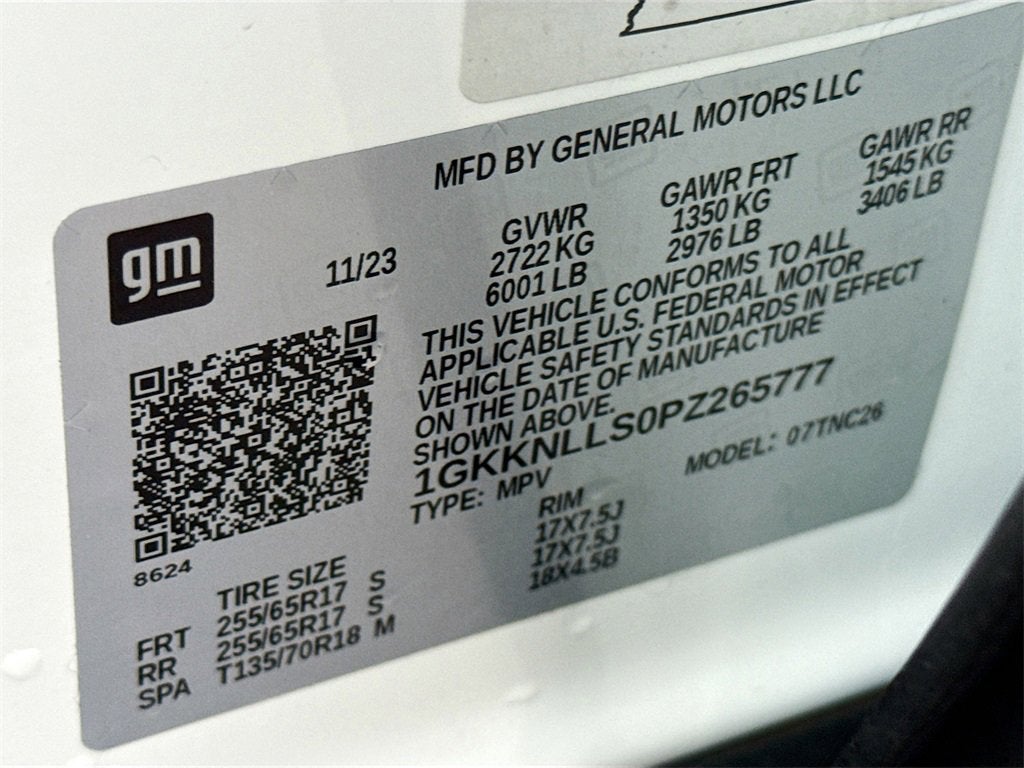 MFD BY GENERAL MOTORS LLC
gm
11/23
GVWR GAWR FRT GAWR RR
2722 KG 1350 KG 1545 KG
6001 LB 2976 LB 3406 LB
THIS VEHICLE CONFORMS TO ALL
APPLICABLE U.S. FEDERAL MOTOR
VEHICLE SAFETY STANDARDS IN EFFECT
ON THE DATE OF MANUFACTURE
SHOWN ABOVE.
1GKKNLLS0PZ265777
TYPE: MPV MODEL: 07TNC26
8624
TIRE SIZE RIM
FRT 255/65R17 S 17X7.5J
RR 255/65R17 S 17X7.5J
SPA T135/70R18 M 18X4.5B